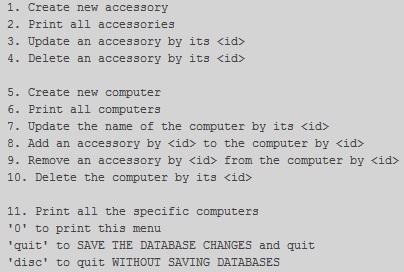 1. Create new accessory
2. Print all accessories
3. Update an accessory by its <id>
4. Delete an accessory by its <id>
5. Create new computer
6. Print all computers
7. Update the name of the computer by its <id>
8. Add an accessory by <id> to the computer by <id>
9. Remove an accessory by <id> from the computer by <id>
10. Delete the computer by its <id>
11. Print all the specific computers
'0' to print this menu
'quit' to SAVE THE DATABASE CHANGES and quit
'disc' to quit WITHOUT SAVING DATABASES